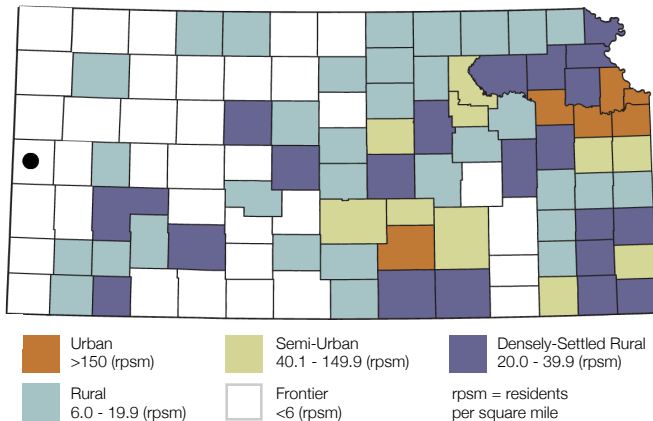 Urban
>150 (rpsm)
Semi-Urban
40.1 - 149.9 (rpsm)
Densely-Settled Rural
20.0 - 39.9 (rpsm)
Rural
6.0 - 19.9 (rpsm)
Frontier
<6 (rpsm)
rpsm = residents
per square mile